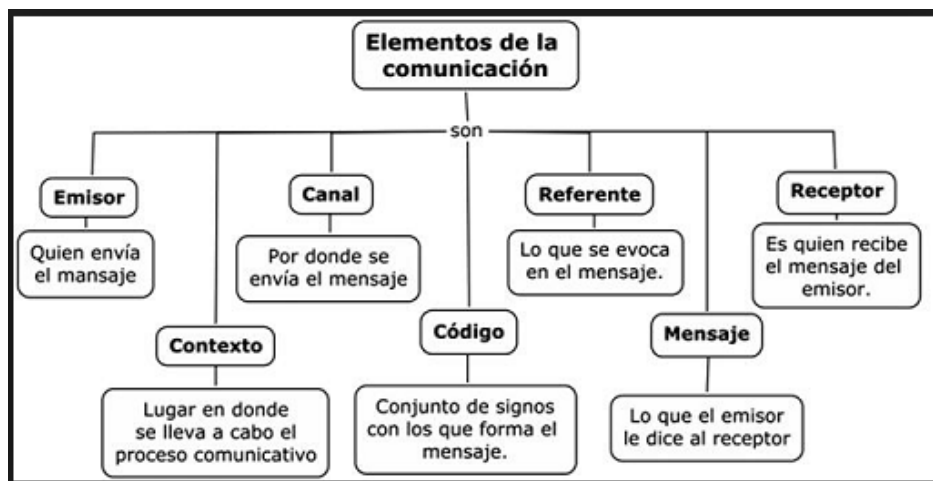 Elementos de la
comunicación
son
Emisor
Quien envía
el mansaje
Canal
Por donde se
envía el mensaje
Referente
Lo que se evoca
en el mensaje.
Receptor
Es quien recibe
el mensaje del
emisor.
Contexto
Lugar en donde
se lleva a cabo el
proceso comunicativo
Código
Conjunto de signos
con los que forma el
mensaje.
Mensaje
Lo que el emisor
le dice al receptor